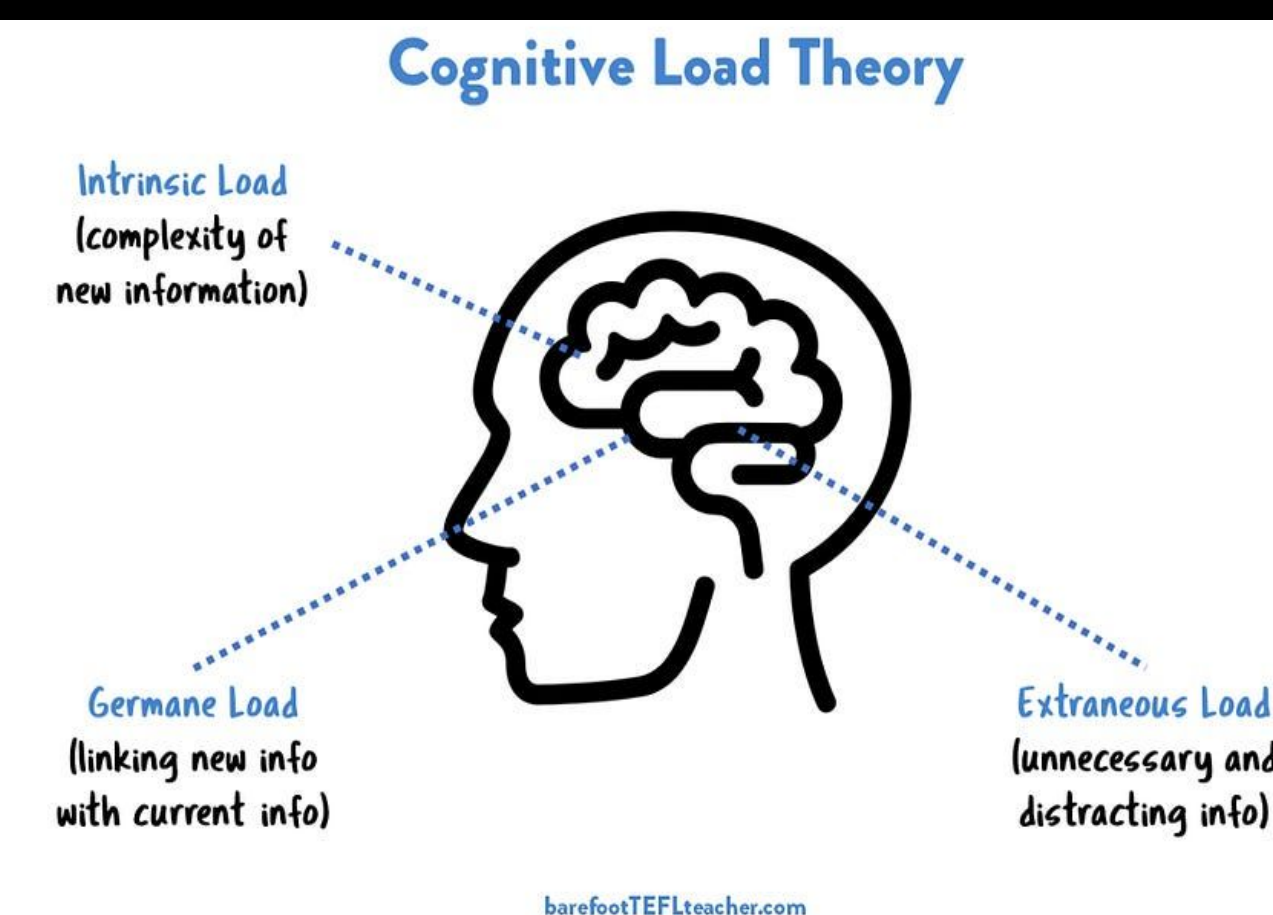 Cognitive Load Theory
Intrinsic Load
(complexity of
new information)
Germane Load
(linking new info
with current info)
Extraneous Load
(unnecessary and
distracting info)
barefootTEFLteacher.com